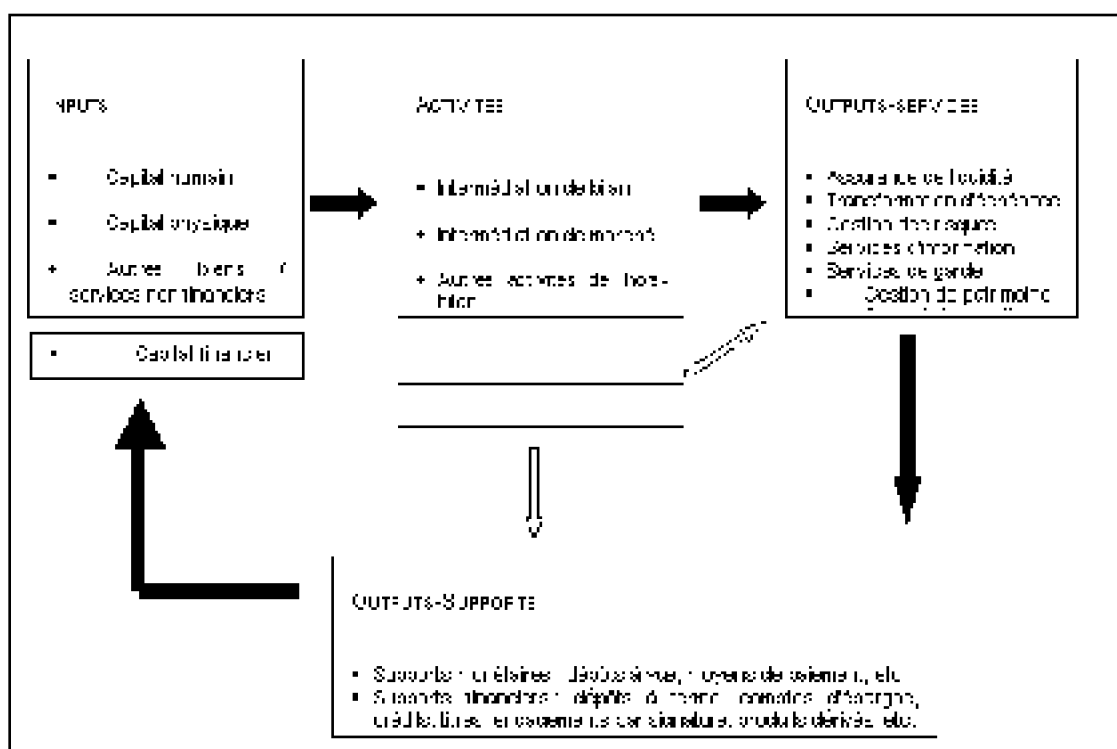 INPUTS
Capital humain
Capital physique
Autres biens /
services non financiers
Capital financier
ACTIVITES
Intermédiation de bilan
Intermédiation de marché
Autres activités de hors-
bilan
OUTPUTS-SERVICES
Assurance de liquidité
Transformation d'échéance
Gestion des risques
Services d'information
Services de garde
Gestion de patrimoine
OUTPUTS-SUPPORTS
Supports monétaires : dépôts à vue, moyens de paiement, etc
Supports financiers : dépôts à terme, comptes d'épargne,
crédits, titres, engagements par signature, produits dérivés, etc.